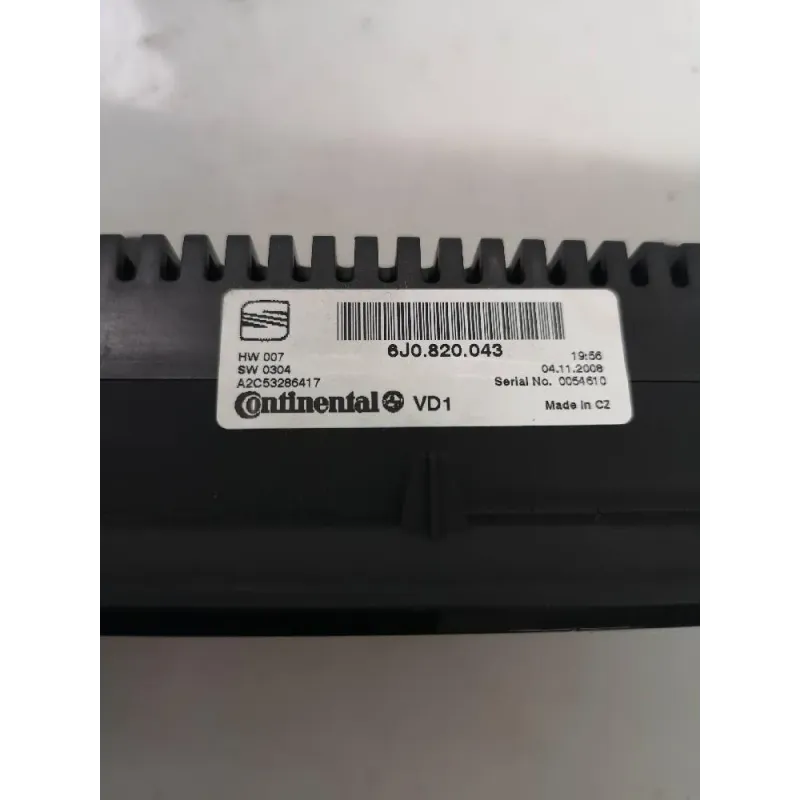 6J0.820.043
HW 007
SW 0304
A2C53286417
19:56
04.11.2008
Serial No. 0054610
Continental VD1
Made in CZ